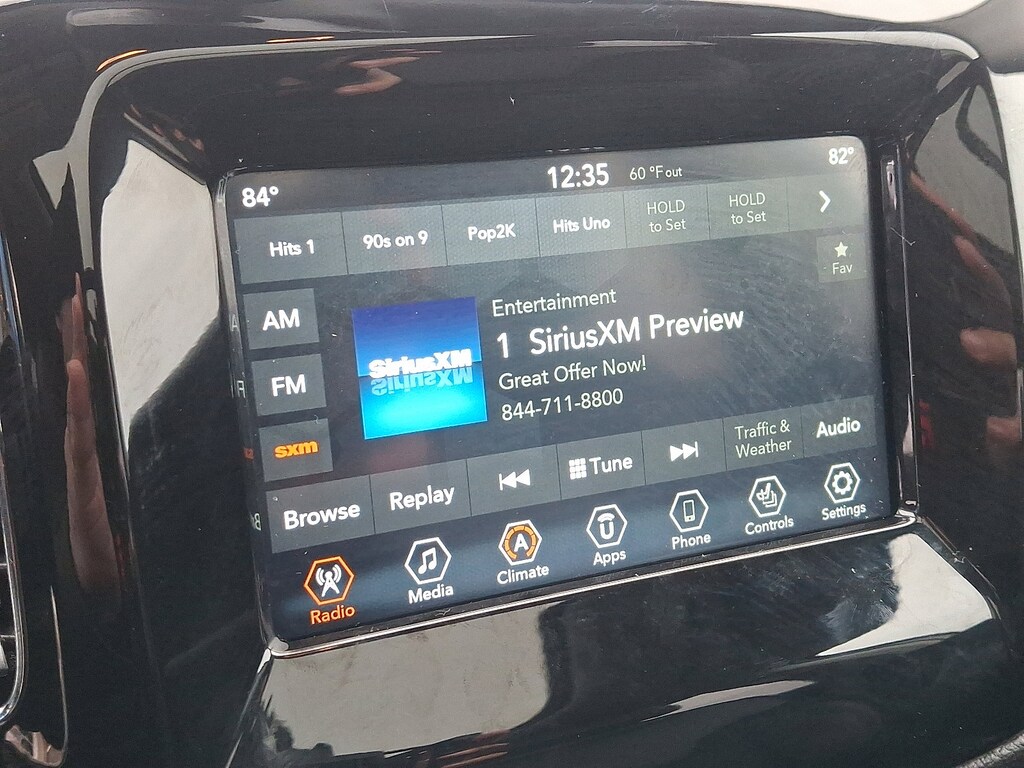 84°
12:35
60 °F out
82°
Hits 1
90s on 9
Pop2K
Hits Uno
HOLD
to Set
HOLD
to Set
Fav
AM
FM
sxm
SiriusXM
Entertainment
1 SiriusXM Preview
Great Offer Now!
844-711-8800
Browse
Replay
Tune
Traffic &
Weather
Audio
Radio
Media
A
Climate
Apps
Phone
Controls
Settings